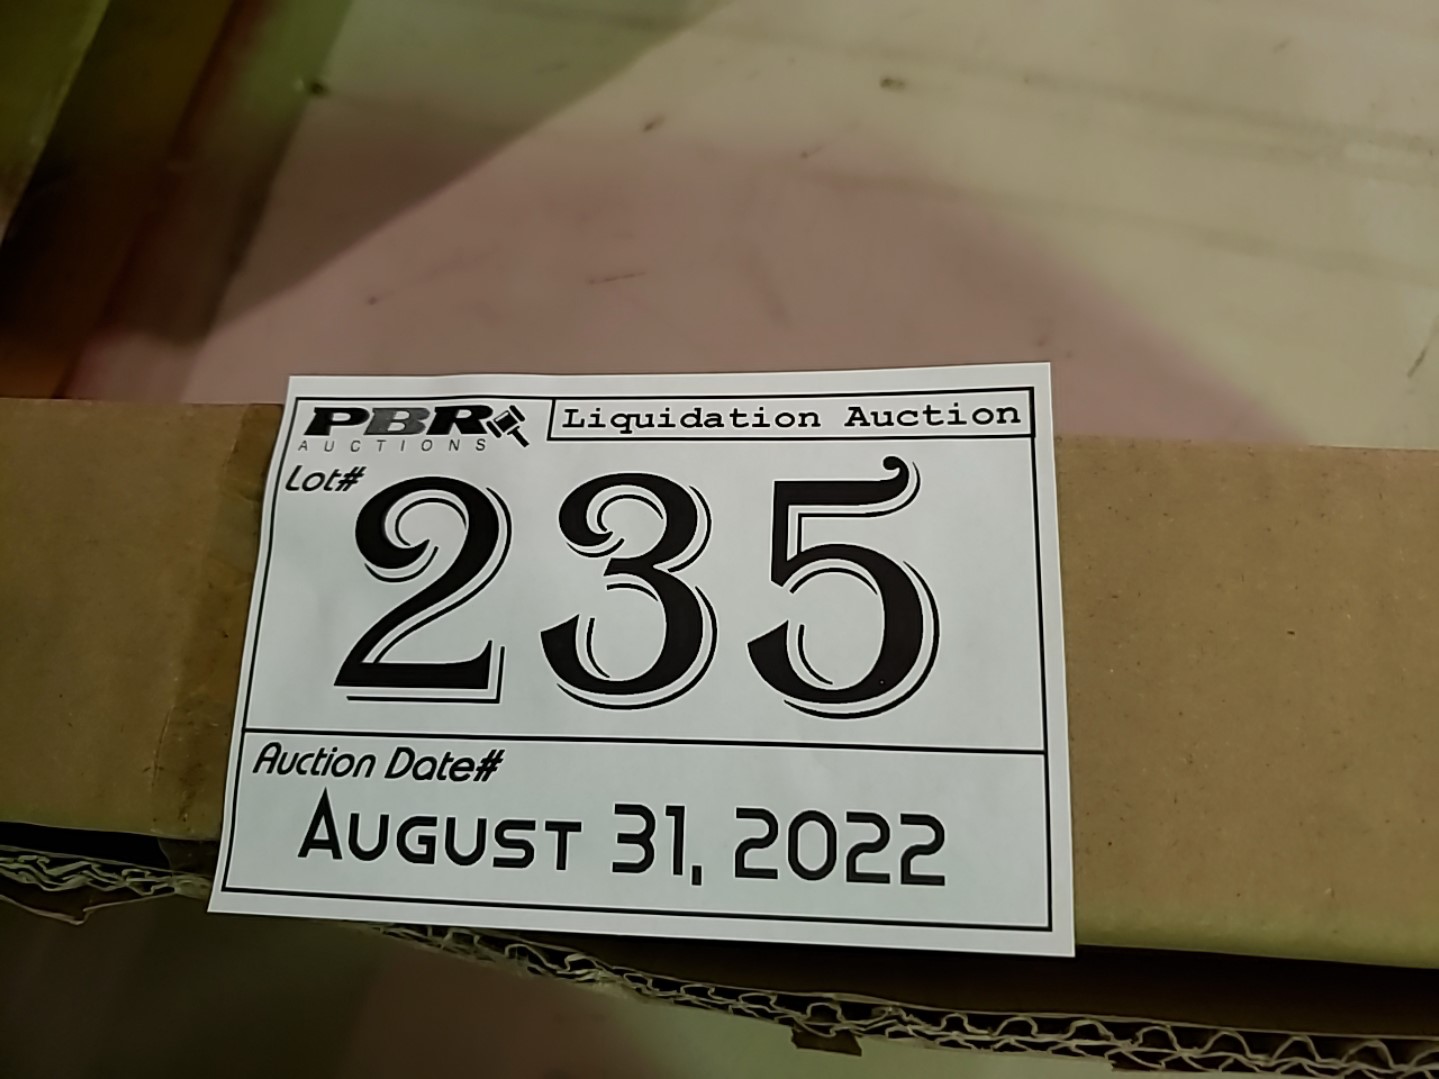 PBR
AUCTIONS
Liquidation Auction
Lot#
235
Auction Date#
August 31, 2022